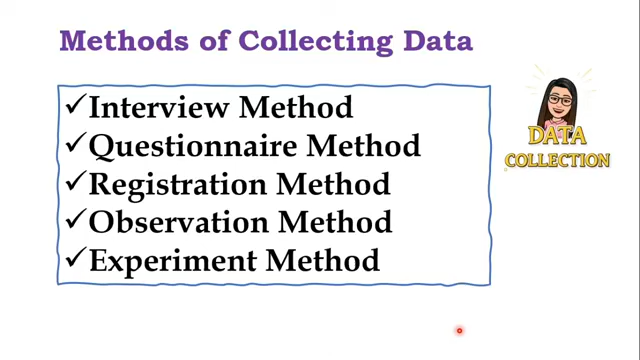 Methods of Collecting Data
✓Interview Method
✓Questionnaire Method
✓Registration Method
✓Observation Method
✓Experiment Method
DATA
COLLECTION